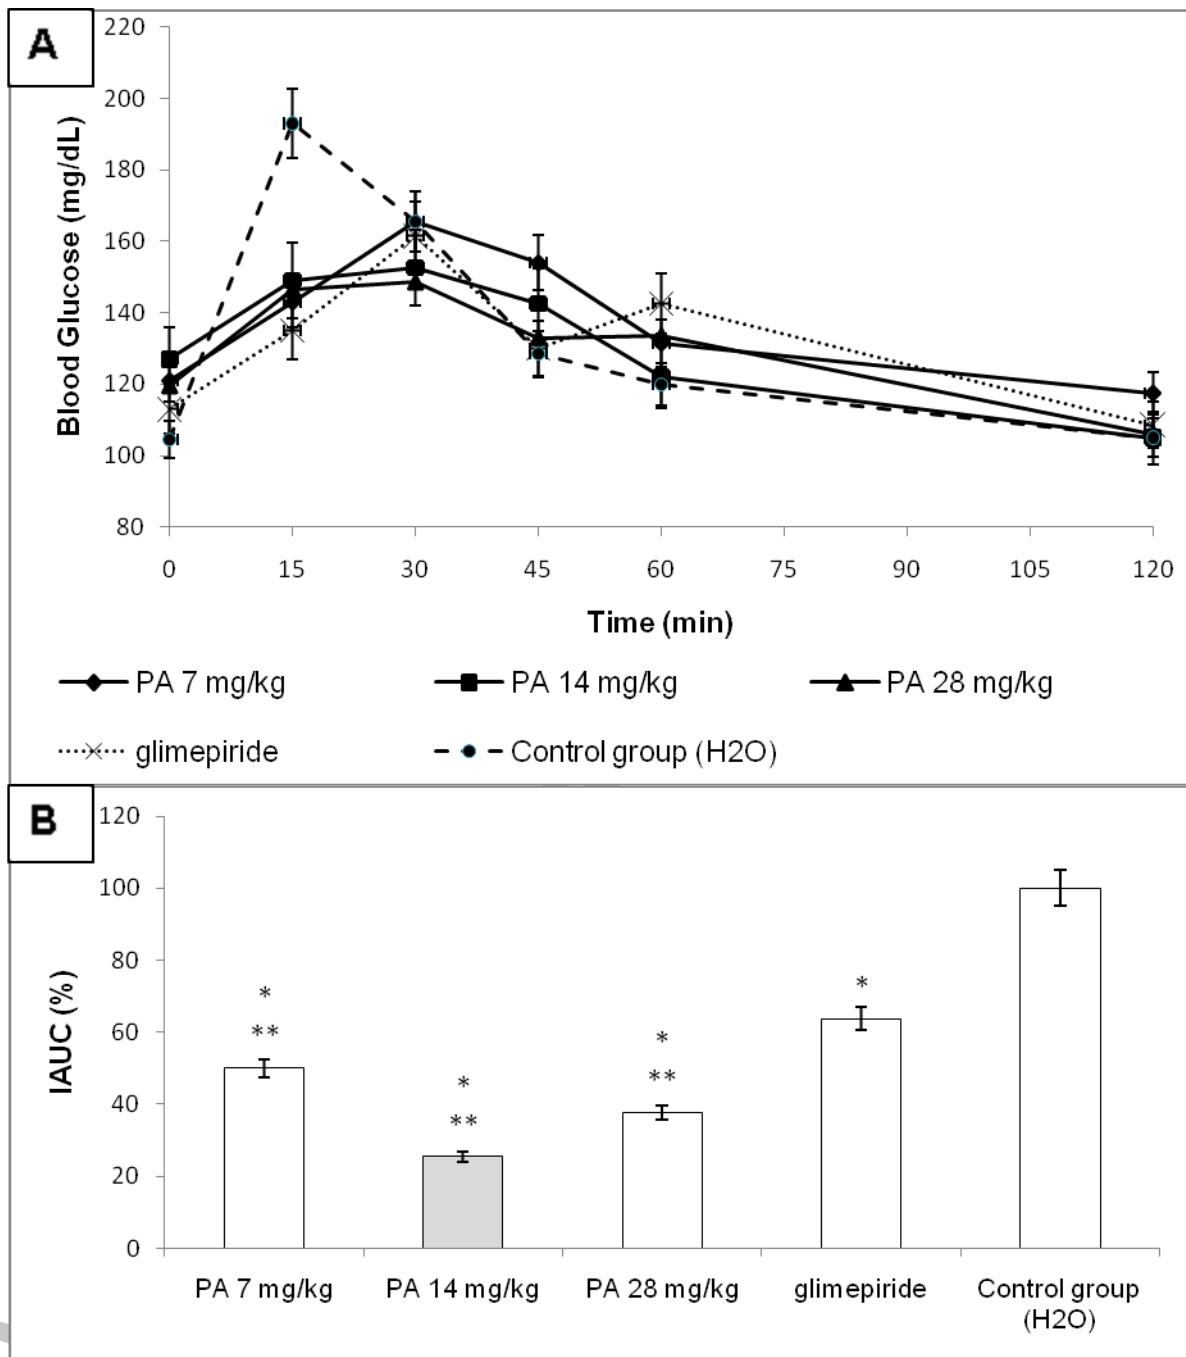 A
220
200
180
160
140
120
100
80
Blood Glucose (mg/dL)
0 15 30 45 60 75 90 105 120
Time (min)
PA 7 mg/kg PA 14 mg/kg PA 28 mg/kg
glimepiride Control group (H2O)
B
120
100
80
60
40
20
0
IAUC (%)
*
**
*
**
*
**
*
PA 7 mg/kg PA 14 mg/kg PA 28 mg/kg glimepiride Control group
(H2O)